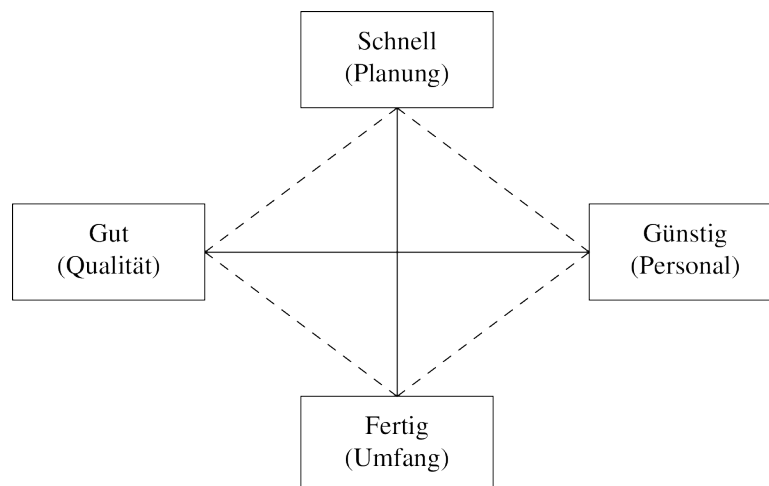 Schnell
(Planung)
Gut
(Qualität)
Günstig
(Personal)
Fertig
(Umfang)